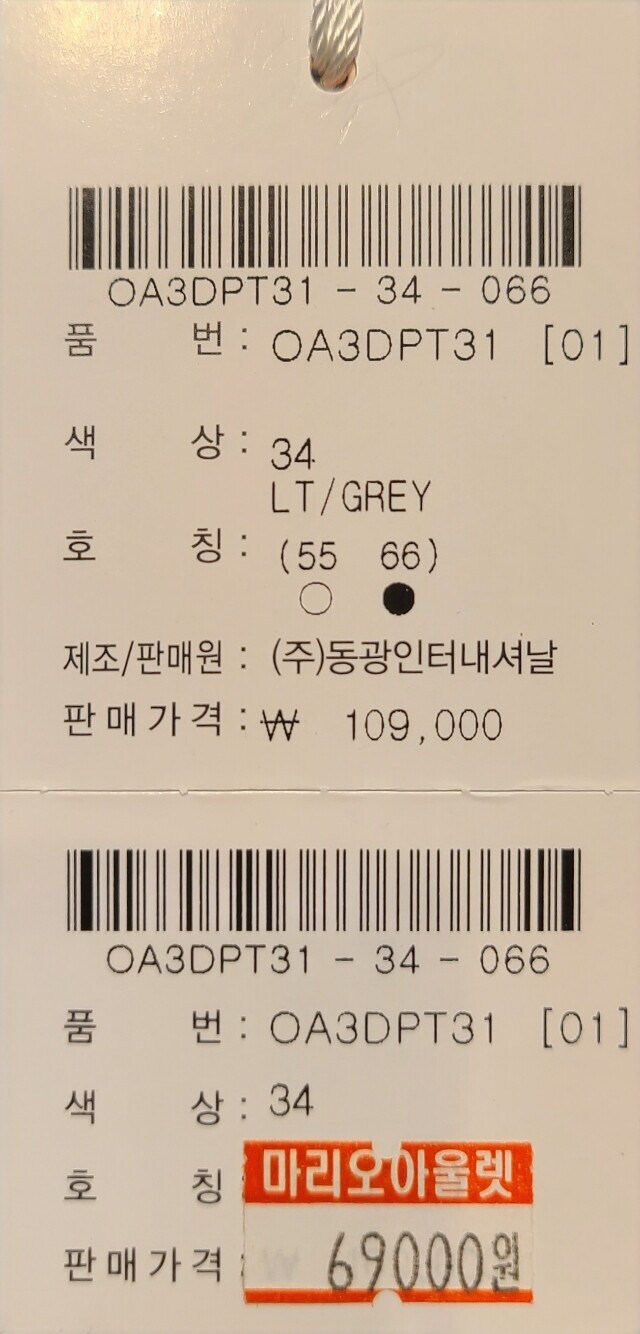 OA3DPT31 - 34 - 066
품 번 : OA3DPT31 [01]
색 상 : 34
LT/GREY
호 칭 : (55 66)
제조/판매원 : (주)동광인터내셔날
판매가격 : ₩ 109,000
OA3DPT31 - 34 - 066
품 번 : OA3DPT31 [01]
색 상 : 34
호 칭 마리오아울렛
판매가격 : ₩ 69000원